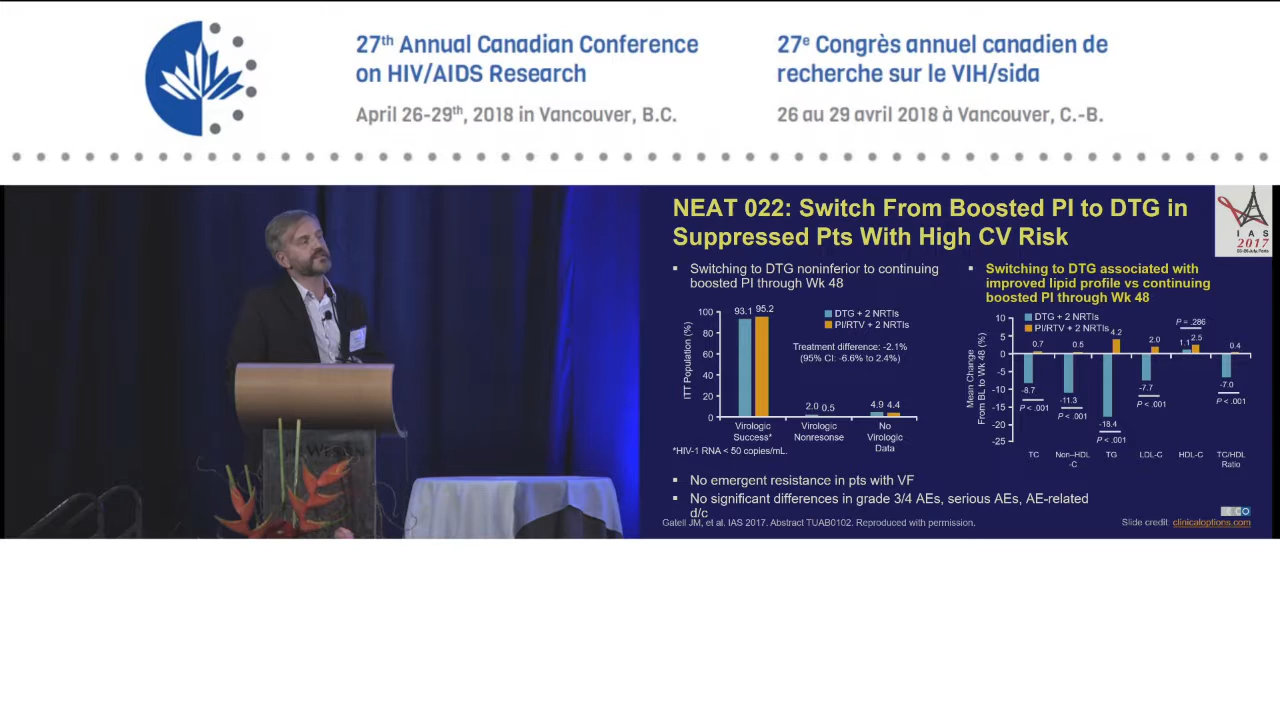 27th Annual Canadian Conference
on HIV/AIDS Research
April 26-29th, 2018 in Vancouver, B.C.
27e Congrès annuel canadien de
recherche sur le VIH/sida
26 au 29 avril 2018 à Vancouver, C.-B.
NEAT 022: Switch From Boosted PI to DTG in
Suppressed Pts With High CV Risk
I A S
2017
▪ Switching to DTG noninferior to continuing
boosted PI through Wk 48
ITT Population (%)
100
80
60
40
20
0
93.1 95.2
DTG + 2 NRTIs
PI/RTV + 2 NRTIs
Treatment difference: -2.1%
(95% CI: -6.6% to 2.4%)
2.0 0.5
4.9 4.4
Virologic
Success*
Virologic
Nonresonse
No
Virologic
Data
*HIV-1 RNA < 50 copies/mL.
▪ Switching to DTG associated with
improved lipid profile vs continuing
boosted PI through Wk 48
Mean Change
From BL to Wk 48 (%)
10
5
0
-5
-10
-15
-20
-25
DTG + 2 NRTIs
PI/RTV + 2 NRTIs
0.7
0.5
4.2
2.0
P = .286
1.1 2.5
0.4
-8.7
P < .001
-11.3
P < .001
-18.4
P < .001
-7.7
P < .001
-7.0
P < .001
TC
Non–HDL
-C
TG
LDL-C
HDL-C
TC/HDL
Ratio
▪ No emergent resistance in pts with VF
▪ No significant differences in grade 3/4 AEs, serious AEs, AE-related
d/c
Gatell JM, et al. IAS 2017. Abstract TUAB0102. Reproduced with permission.
CO
Slide credit: clinicaloptions.com